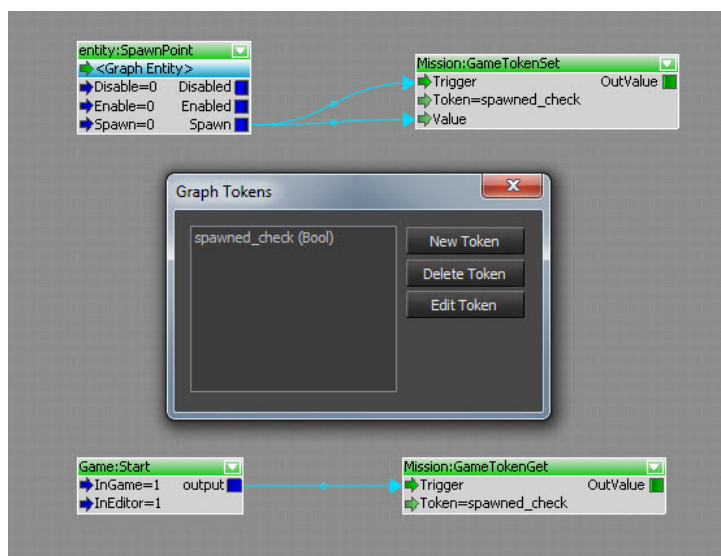 entity:SpawnPoint
<Graph Entity>
Disable=0 Disabled
Enable=0 Enabled
Spawn=0 Spawn
Mission:GameTokenSet
Trigger OutValue
Token=spawned_check
Value
Graph Tokens
spawned_check (Bool)
New Token
Delete Token
Edit Token
Game:Start
InGame=1 output
InEditor=1
Mission:GameTokenGet
Trigger OutValue
Token=spawned_check